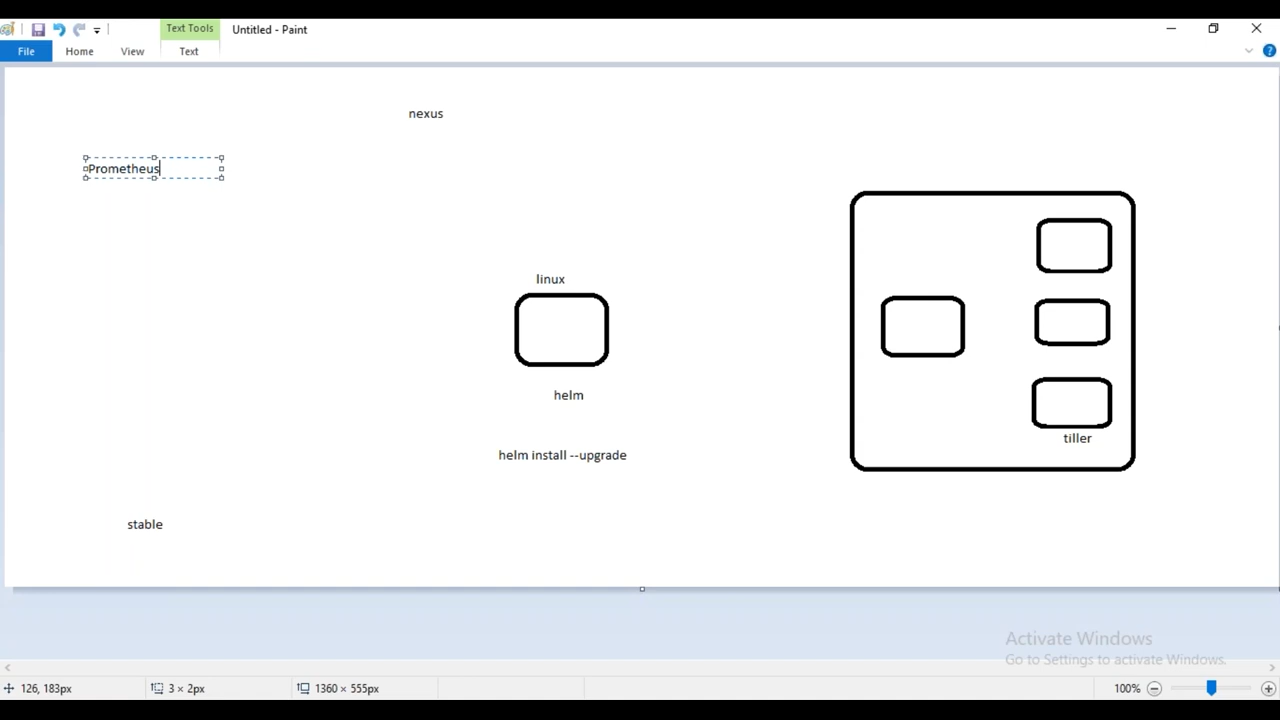 Text Tools
Untitled - Paint
File
Home
View
Text
nexus
Prometheus
linux
helm
tiller
helm install --upgrade
stable
Activate Windows
Go to Settings to activate Windows.
126, 183px
3 × 2px
1360 × 555px
100%